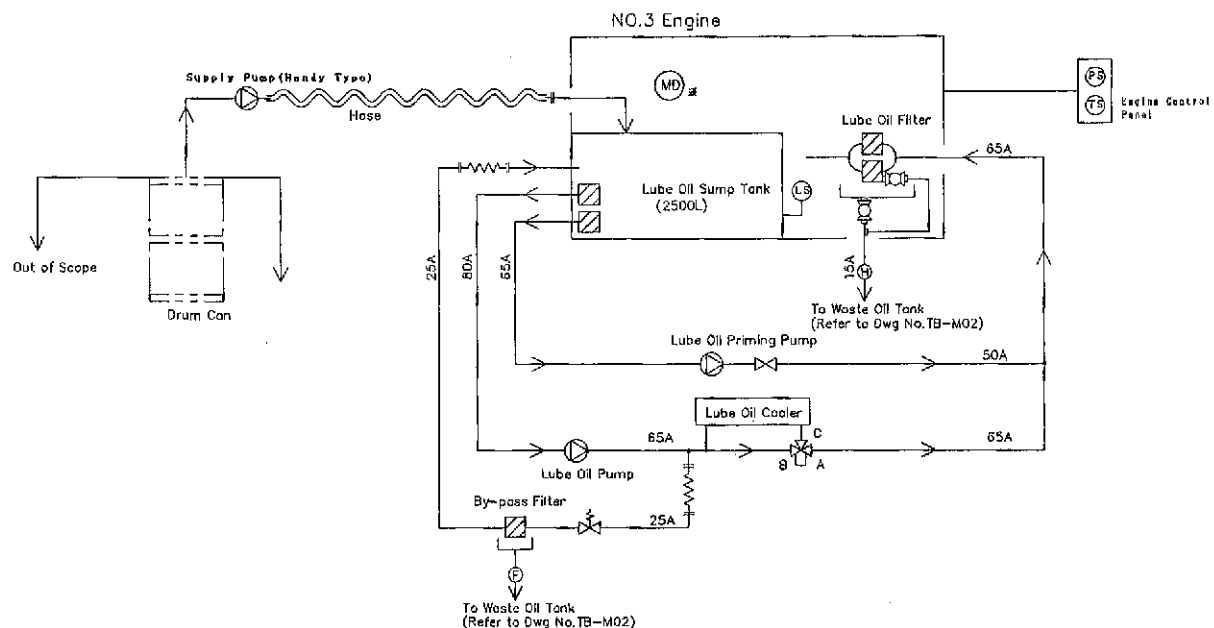 NO.3 Engine
Supply Pump(Handy Type)
Hose
MD
PS
TS
Engine Control
Panel
Lube Oil Filter
65A
Lube Oil Sump Tank
(2500L)
LS
Out of Scope
Drum Can
25A
80A
65A
15A
H
To Waste Oil Tank
(Refer to Dwg No.TB-M02)
Lube Oil Priming Pump
50A
Lube Oil Cooler
65A
C
B
A
65A
Lube Oil Pump
By-pass Filter
25A
F
To Waste Oil Tank
(Refer to Dwg No.TB-M02)